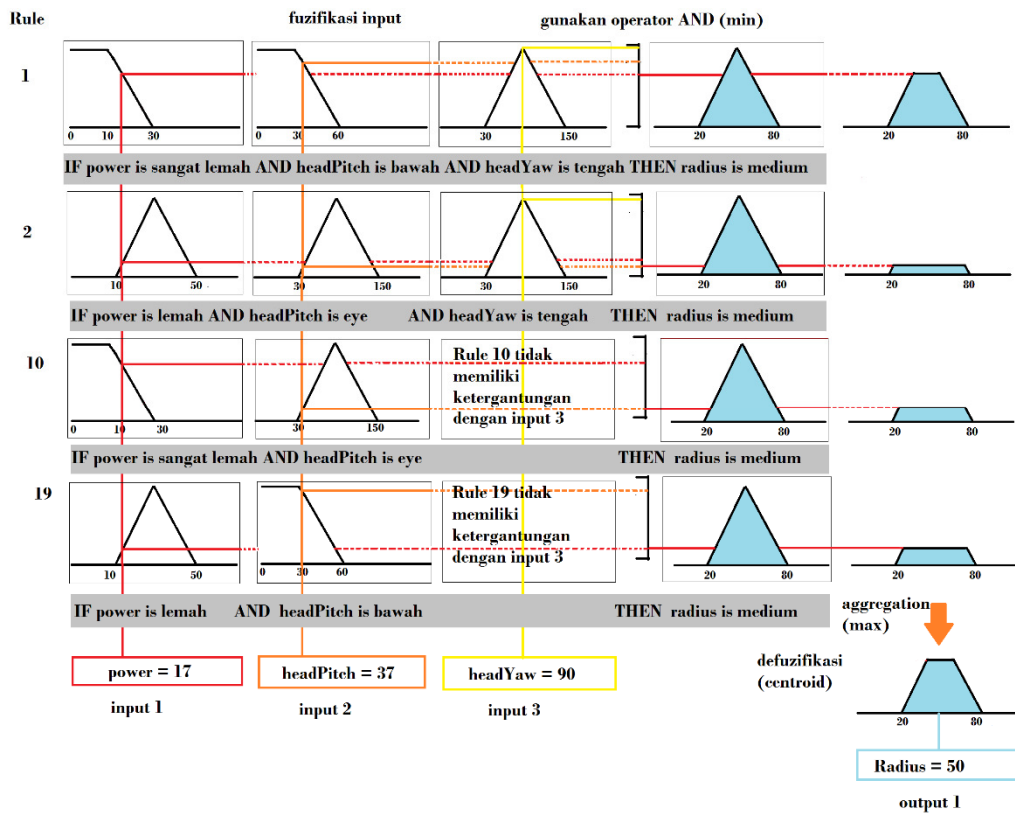 Rule fuzifikasi input gunakan operator AND (min)
1
0 10 30 0 30 60 30 150 20 80 20 80
IF power is sangat lemah AND headPitch is bawah AND headYaw is tengah THEN radius is medium
2
10 50 30 150 30 150 20 80 20 80
IF power is lemah AND headPitch is eye AND headYaw is tengah THEN radius is medium
10
Rule 10 tidak
memiliki
ketergantungan
dengan input 3
0 10 30 30 150 20 80 20 80
IF power is sangat lemah AND headPitch is eye THEN radius is medium
19
Rule 19 tidak
memiliki
ketergantungan
dengan input 3
10 50 0 30 60 20 80 20 80
IF power is lemah AND headPitch is bawah THEN radius is medium
aggregation
(max)
power = 17 headPitch = 37 headYaw = 90
input 1 input 2 input 3
defuzifikasi
(centroid)
20 80
Radius = 50
output 1